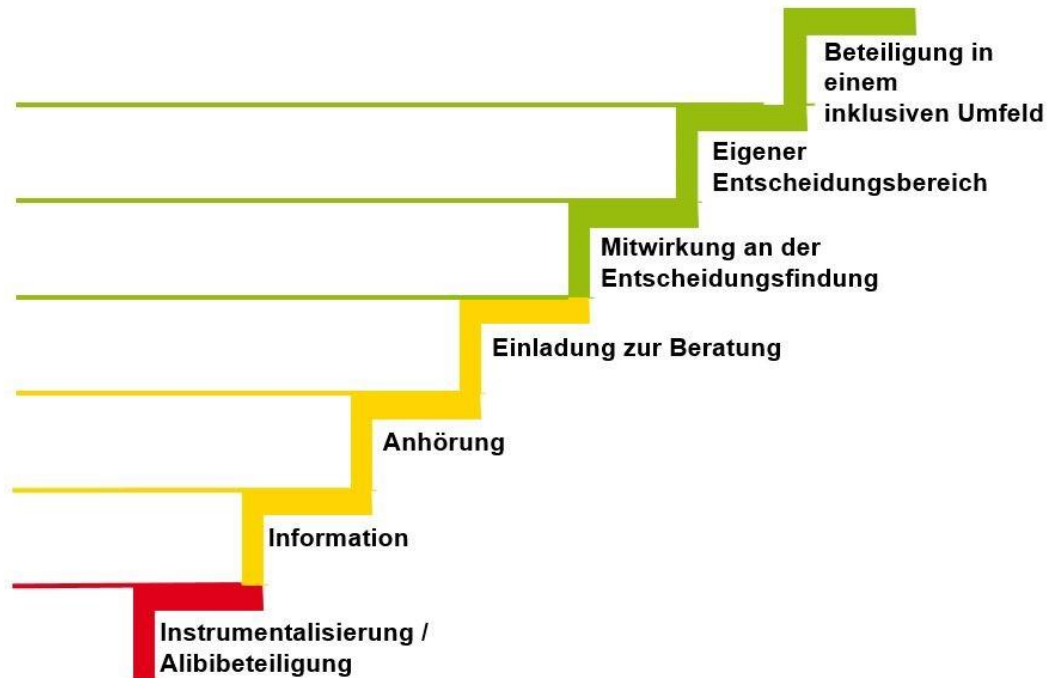 Beteiligung in
einem
inklusiven Umfeld
Eigener
Entscheidungsbereich
Mitwirkung an der
Entscheidungsfindung
Einladung zur Beratung
Anhörung
Information
Instrumentalisierung /
Alibibeteiligung